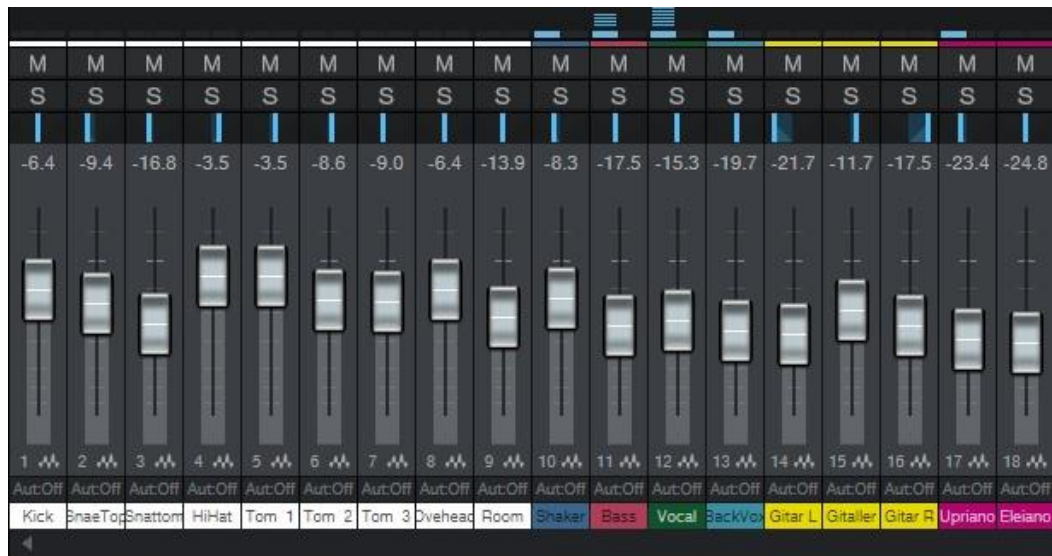 M M M M M M M M M M M M M M M M M M
S S S S S S S S S S S S S S S S S S
-6.4 -9.4 -16.8 -3.5 -3.5 -8.6 -9.0 -6.4 -13.9 -8.3 -17.5 -15.3 -19.7 -21.7 -11.7 -17.5 -23.4 -24.8
1 2 3 4 5 6 7 8 9 10 11 12 13 14 15 16 17 18
Aut:Off Aut:Off Aut:Off Aut:Off Aut:Off Aut:Off Aut:Off Aut:Off Aut:Off Aut:Off Aut:Off Aut:Off Aut:Off Aut:Off Aut:Off Aut:Off Aut:Off Aut:Off
Kick SnaeTop Snattom HiHat Tom 1 Tom 2 Tom 3 Ovehead Room Shaker Bass Vocal BackVox Gitar L Gitaller Gitar R Upriano Eleiano